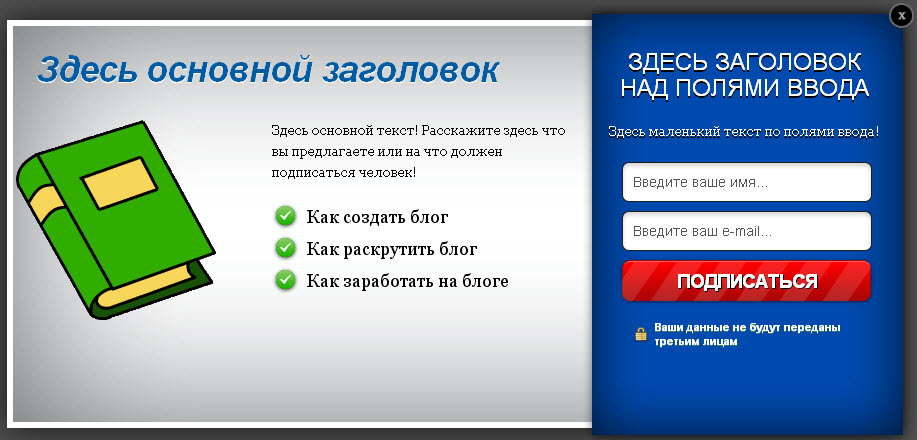 x
Здесь основной заголовок
Здесь основной текст! Расскажите здесь что
вы предлагаете или на что должен
подписаться человек!
Как создать блог
Как раскрутить блог
Как заработать на блоге
ЗДЕСЬ ЗАГОЛОВОК
НАД ПОЛЯМИ ВВОДА
Здесь маленький текст по полями ввода!
Введите ваше имя...
Введите ваш e-mail...
ПОДПИСАТЬСЯ
Ваши данные не будут переданы
третьим лицам